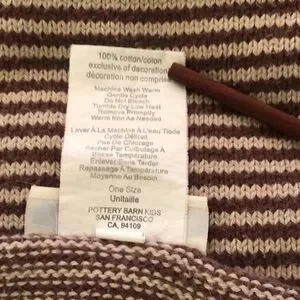 100% cotton/coton
exclusive of decoration
décoration non compris
Machine Wash Warm
Gentle Cycle
Do Not Bleach
Tumble Dry Low Heat
Remove Promptly
Warm Iron As Needed
Laver À La Machine À L'eau Tiède
Cycle Délicat
Pas De Chlorage
Sécher Par Culbutage À
Basse Température
Enlever Sans Tarder
Repassage À Température
Moyenne Au Besoin
One Size
Unitaille
POTTERY BARN KIDS
SAN FRANCISCO
CA, 94109